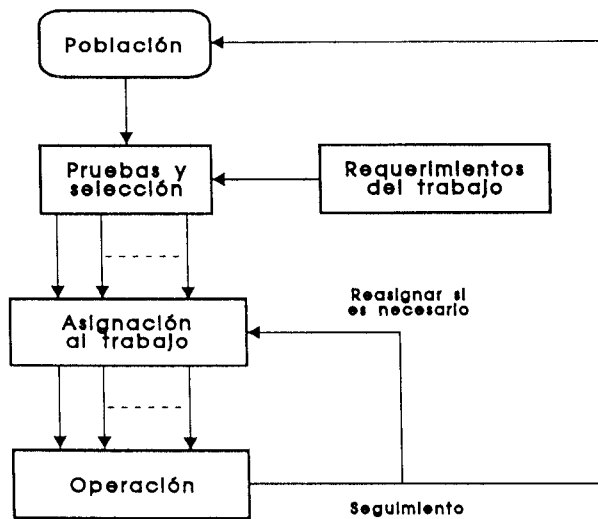 Población
Pruebas y
selección
Requerimientos
del trabajo
Reasignar si
es necesario
Asignación
al trabajo
Operación
Seguimiento